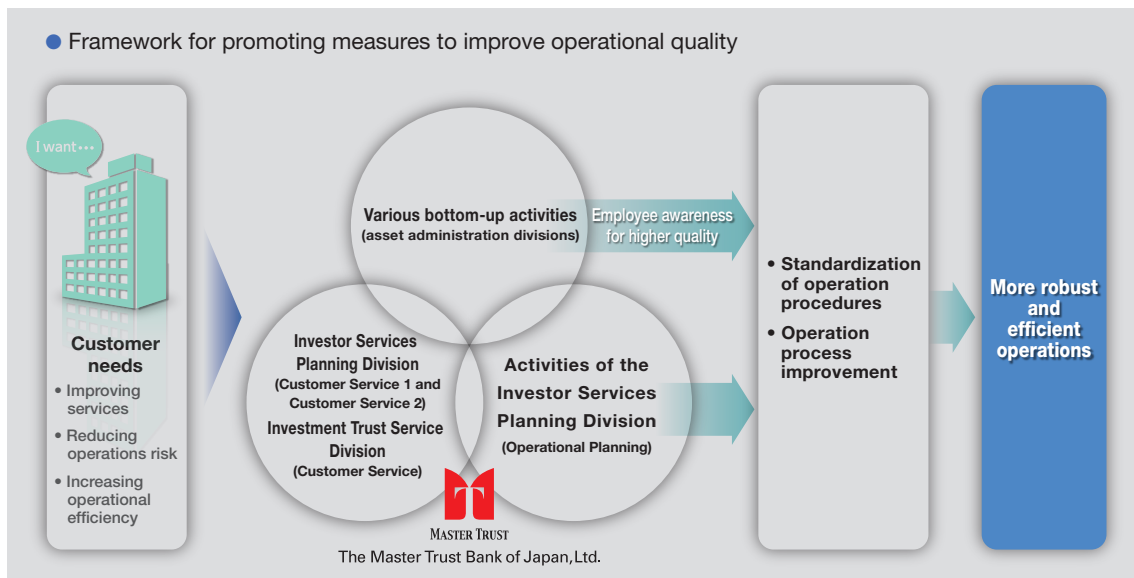 ● Framework for promoting measures to improve operational quality
I want…
Customer
needs
• Improving
services
• Reducing
operations risk
• Increasing
operational
efficiency
Various bottom-up activities
(asset administration divisions)
Employee awareness
for higher quality
Investor Services
Planning Division
(Customer Service 1 and
Customer Service 2)
Investment Trust Service
Division
(Customer Service)
Activities of the
Investor Services
Planning Division
(Operational Planning)
MASTER TRUST
The Master Trust Bank of Japan,Ltd.
• Standardization
of operation
procedures
• Operation
process
improvement
More robust
and
efficient
operations